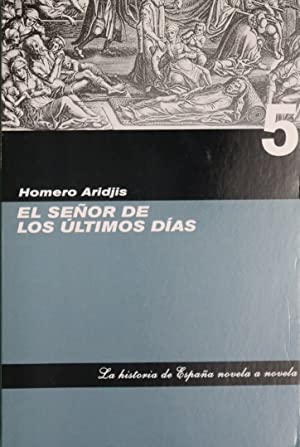 5
Homero Aridjis
EL SEÑOR DE
LOS ÚLTIMOS DÍAS
La historia de España novela a novela